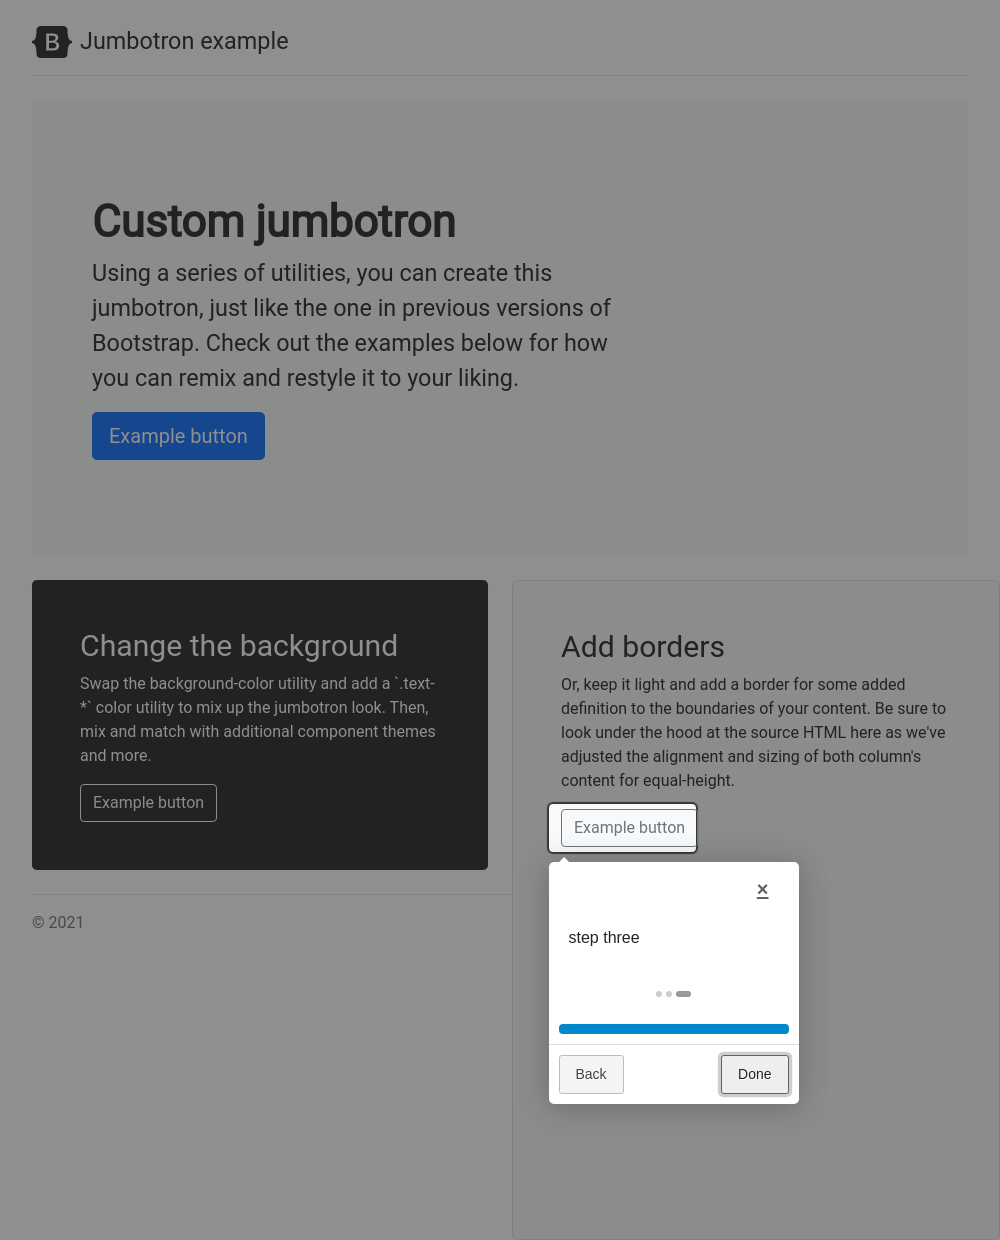 B Jumbotron example
Custom jumbotron
Using a series of utilities, you can create this
jumbotron, just like the one in previous versions of
Bootstrap. Check out the examples below for how
you can remix and restyle it to your liking.
Example button
Change the background
Swap the background-color utility and add a `.text-
*` color utility to mix up the jumbotron look. Then,
mix and match with additional component themes
and more.
Example button
Add borders
Or, keep it light and add a border for some added
definition to the boundaries of your content. Be sure to
look under the hood at the source HTML here as we've
adjusted the alignment and sizing of both column's
content for equal-height.
Example button
×
step three
Back
Done
© 2021